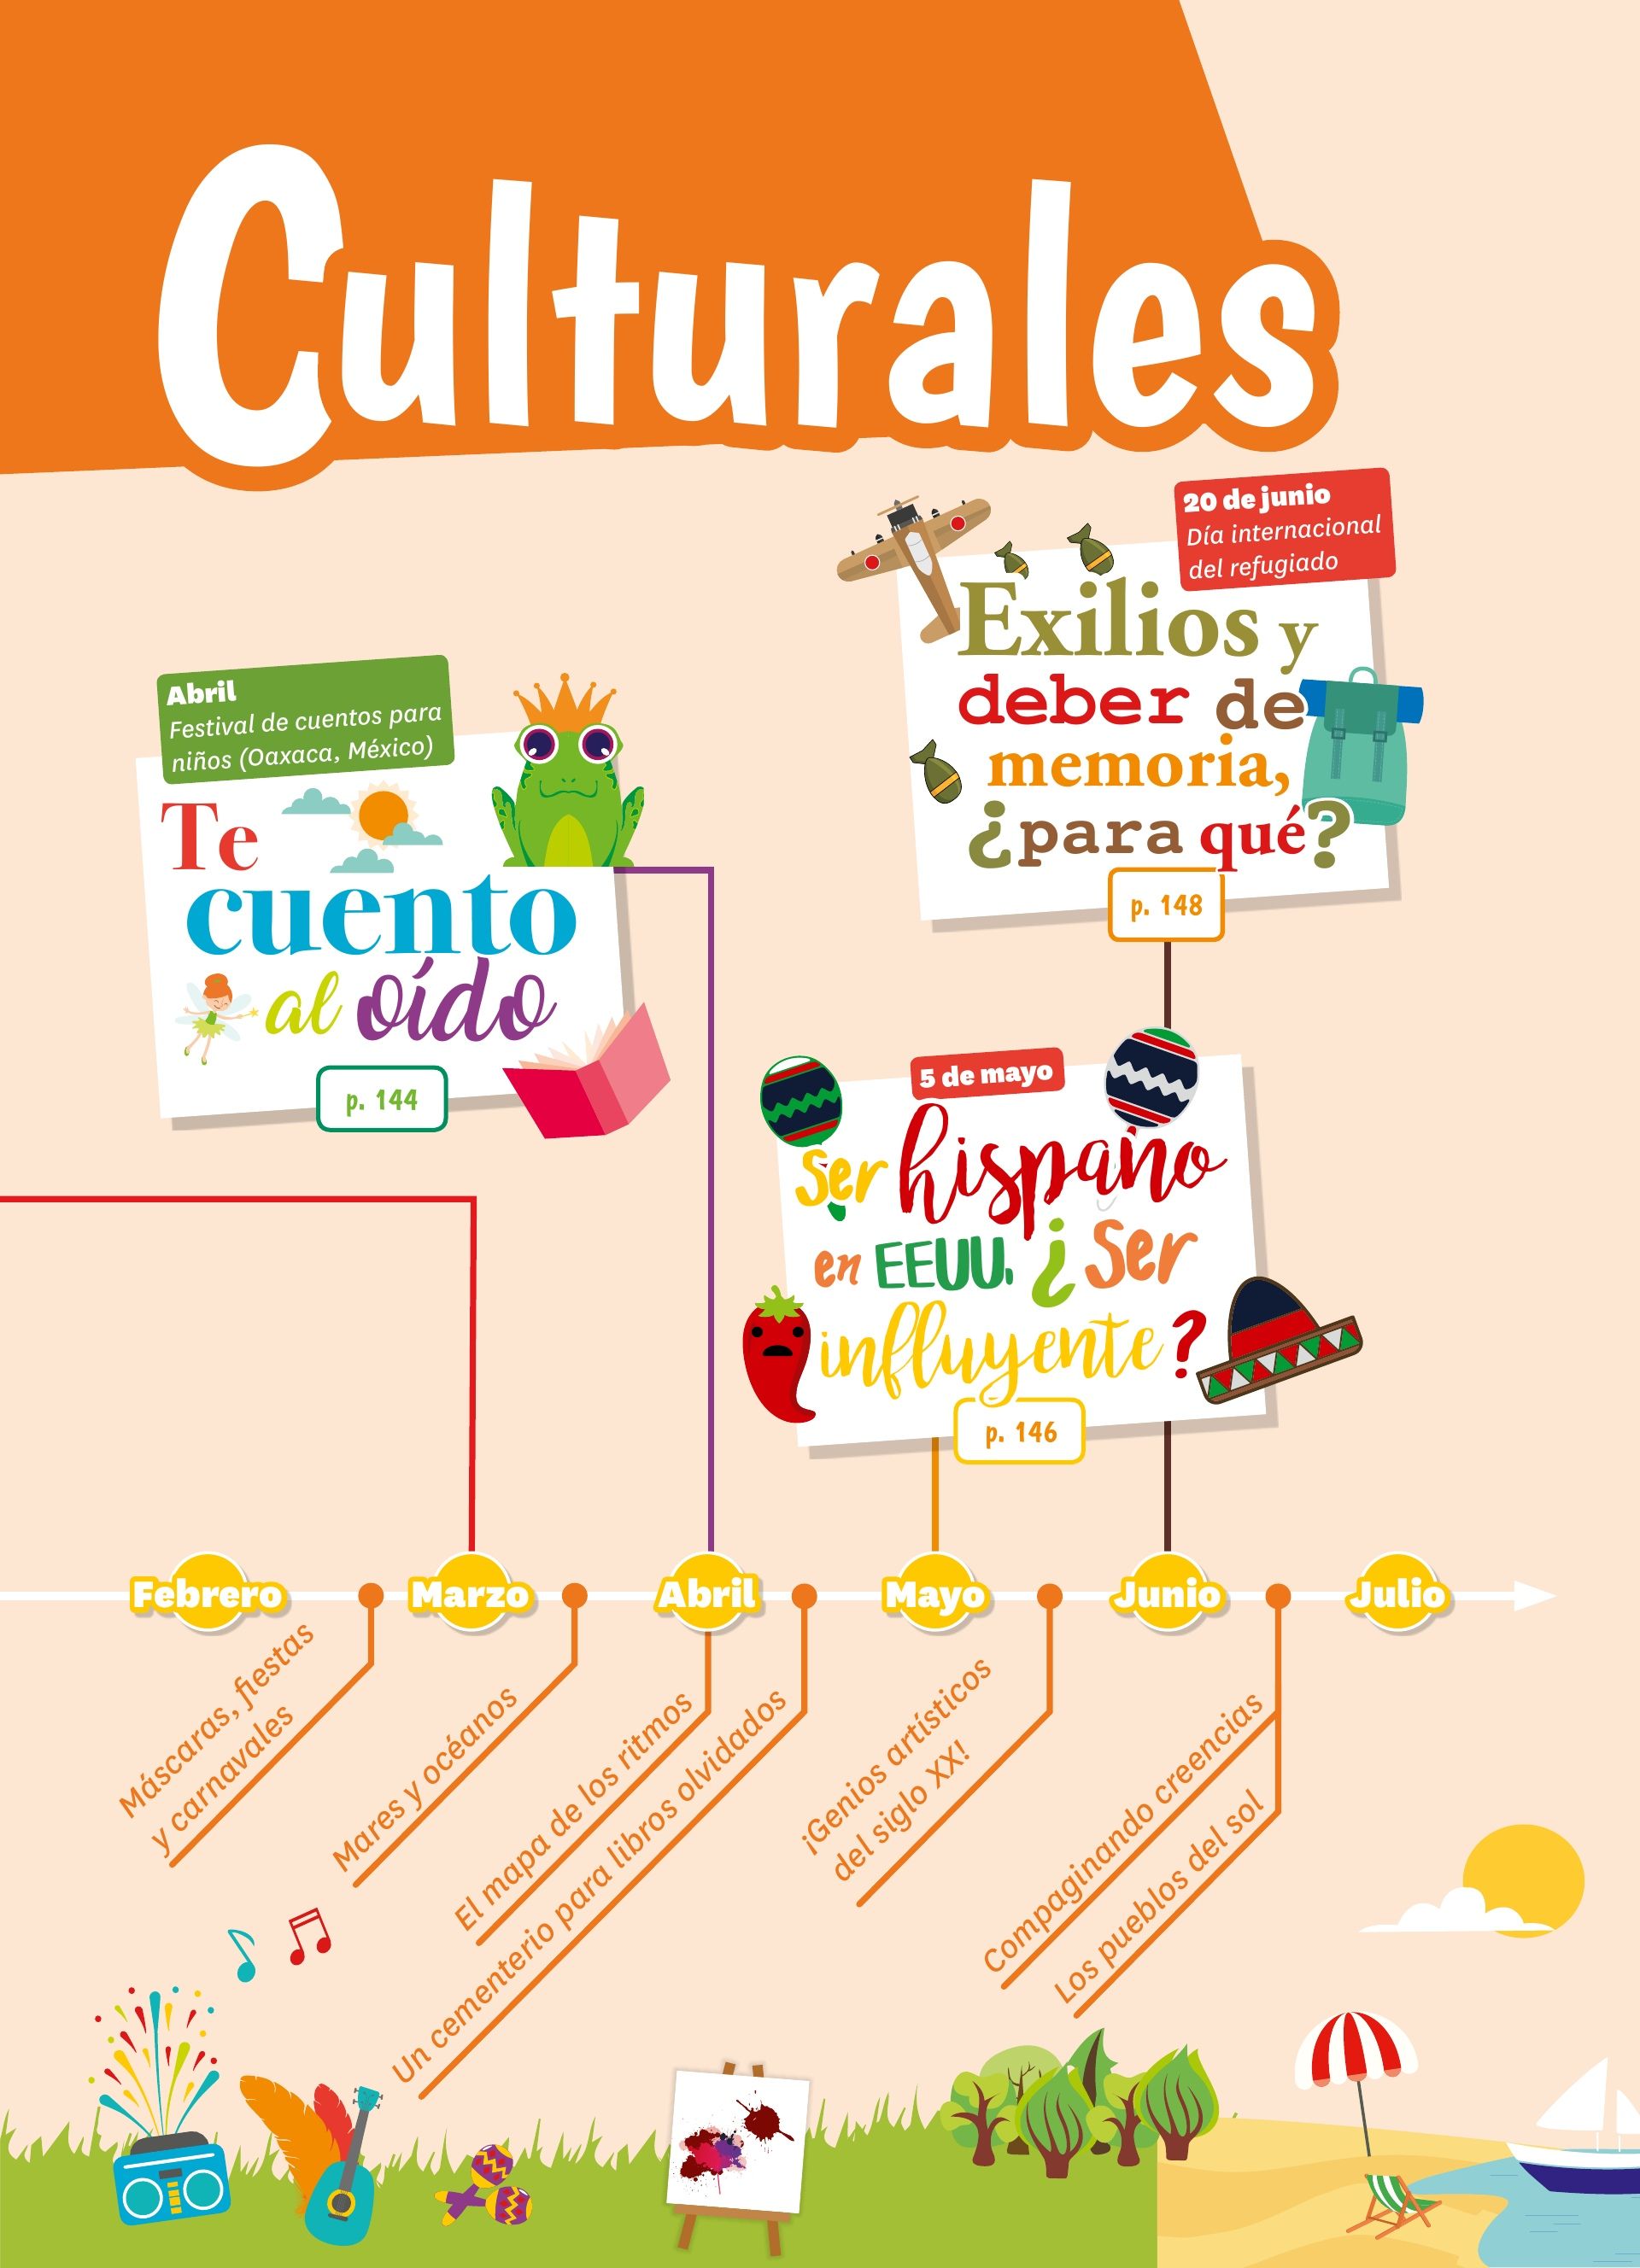 Culturales
20 de junio
Día internacional
del refugiado
Exilios y
deber de
memoria,
¿para qué?
p. 148
Abril
Festival de cuentos para
niños (Oaxaca, México)
Te
cuento
al oído
p. 144
5 de mayo
Ser hispano
en EEUU. ¿Ser
influyente?
p. 146
Febrero
Marzo
Abril
Mayo
Junio
Julio
Máscaras, fiestas
y carnavales
Mares y océanos
El mapa de los ritmos
Un cementerio para libros olvidados
¡Genios artísticos
del siglo XX!
Compaginando creencias
Los pueblos del sol